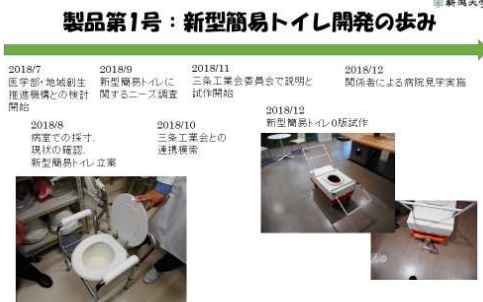 新潟大学
製品第1号：新型簡易トイレ開発の歩み
2018/7
医学部・地域創生
推進機構との検討
開始
2018/9
新型簡易トイレに
関するニーズ調査
2018/11
三条工業会委員会で説明と
試作開始
2018/12
関係者による病院見学実施
2018/8
病室での採寸、
現状の確認、
新型簡易トイレ立案
2018/10
三条工業会との
連携模索
2018/12
新型簡易トイレ0版試作